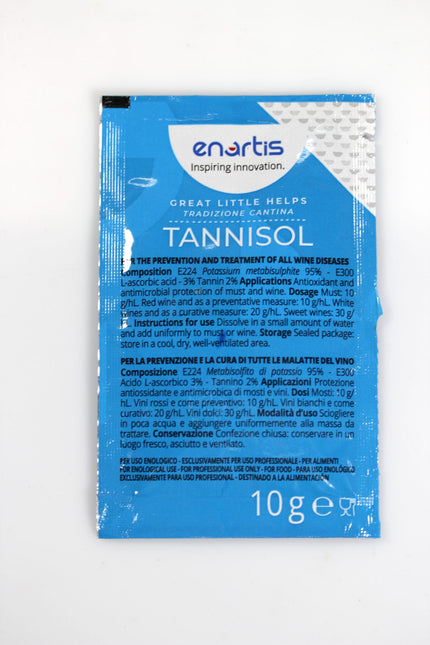 enartis
Inspiring innovation.
GREAT LITTLE HELPS
TRADIZIONE CANTINA
TANNISOL
FOR THE PREVENTION AND TREATMENT OF ALL WINE DISEASES
Composition E224 Potassium metabisulphite 95% - E300
L-ascorbic acid - 3% Tannin 2% Applications Antioxidant and
antimicrobial protection of must and wine. Dosage Must: 10
g/hL. Red wine and as a preventative measure: 10 g/hL. White
wines and as a curative measure: 20 g/hL. Sweet wines: 30 g/
hL. Instructions for use Dissolve in a small amount of water
and add uniformly to must or wine. Storage Sealed package:
store in a cool, dry, well-ventilated area.
PER LA PREVENZIONE E LA CURA DI TUTTE LE MALATTIE DEL VINO
Composizione E224 Metabisolfito di potassio 95% - E300
Acido L-ascorbico 3% - Tannino 2% Applicazioni Protezione
antiossidante e antimicrobica di mosti e vini. Dosi Mosti: 10 g/
hL. Vini rossi e come preventivo: 10 g/hL. Vini bianchi e come
curativo: 20 g/hL. Vini dolci: 30 g/hL. Modalità d'uso Sciogliere
in poca acqua e aggiungere uniformemente alla massa da
trattare. Conservazione Confezione chiusa: conservare in un
luogo fresco, asciutto e ventilato.
PER USO ENOLOGICO - ESCLUSIVAMENTE PER USO PROFESSIONALE - PER ALIMENTI
FOR ENOLOGICAL USE - FOR PROFESSIONAL USE ONLY - FOR FOOD - PARA USO ENOLÓGICO
EXCLUSIVAMENTE PARA USO PROFESIONAL - DESTINADO A LA ALIMENTACIÓN
10 g e